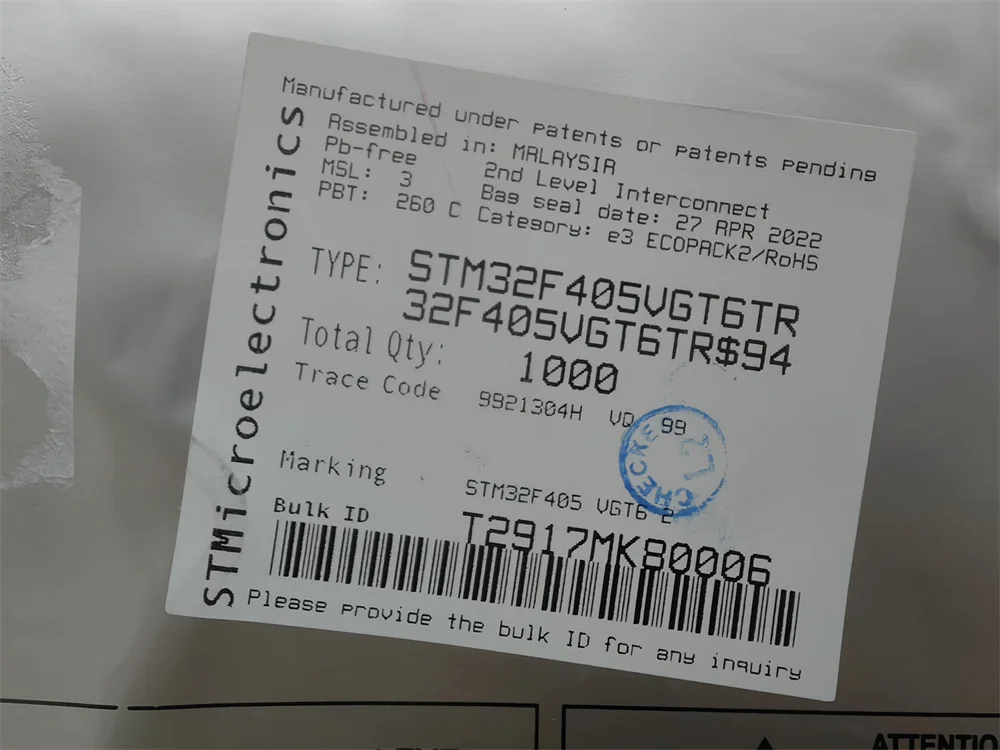 Manufactured under patents or patents pending
Assembled in: MALAYSIA
Pb-free 2nd Level Interconnect
MSL: 3 Bag seal date: 27 APR 2022
PBT: 260 C Category: e3 ECOPACK2/RoHS
TYPE: STM32F405VGT6TR
32F405VGT6TR$94
Total Qty: 1000
Trace Code 9921304H VQ 99
CHECKE
Marking STM32F405 VGT6 2
Bulk ID T2917MK80006
Please provide the bulk ID for any inquiry
STMicroelectronics